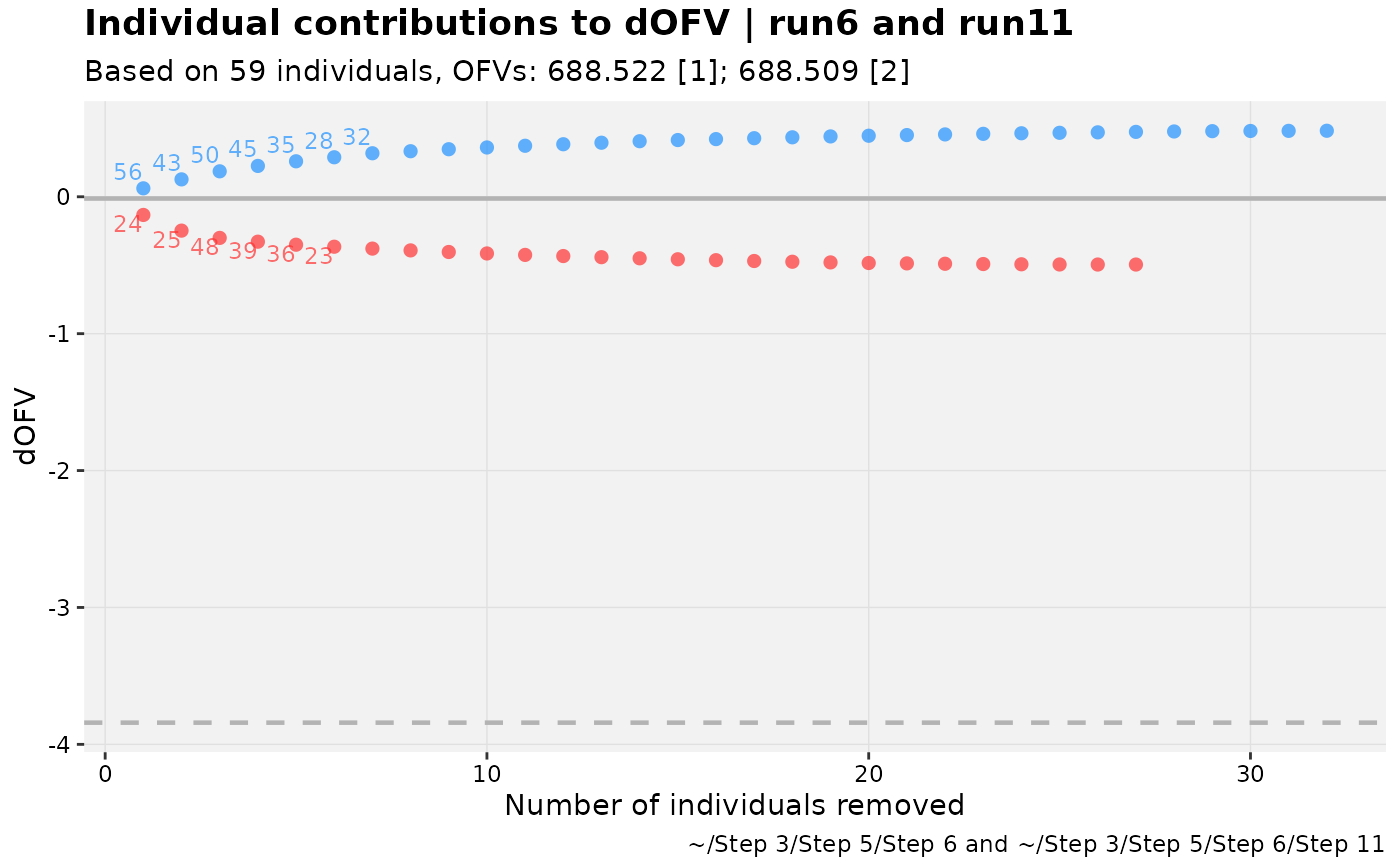 Individual contributions to dOFV | run6 and run11
Based on 59 individuals, OFVs: 688.522 [1]; 688.509 [2]
56 43 50 45 35 28 32
24 25 48 39 36 23
0
-1
-2
-3
-4
dOFV
0 10 20 30
Number of individuals removed
~/Step 3/Step 5/Step 6 and ~/Step 3/Step 5/Step 6/Step 11